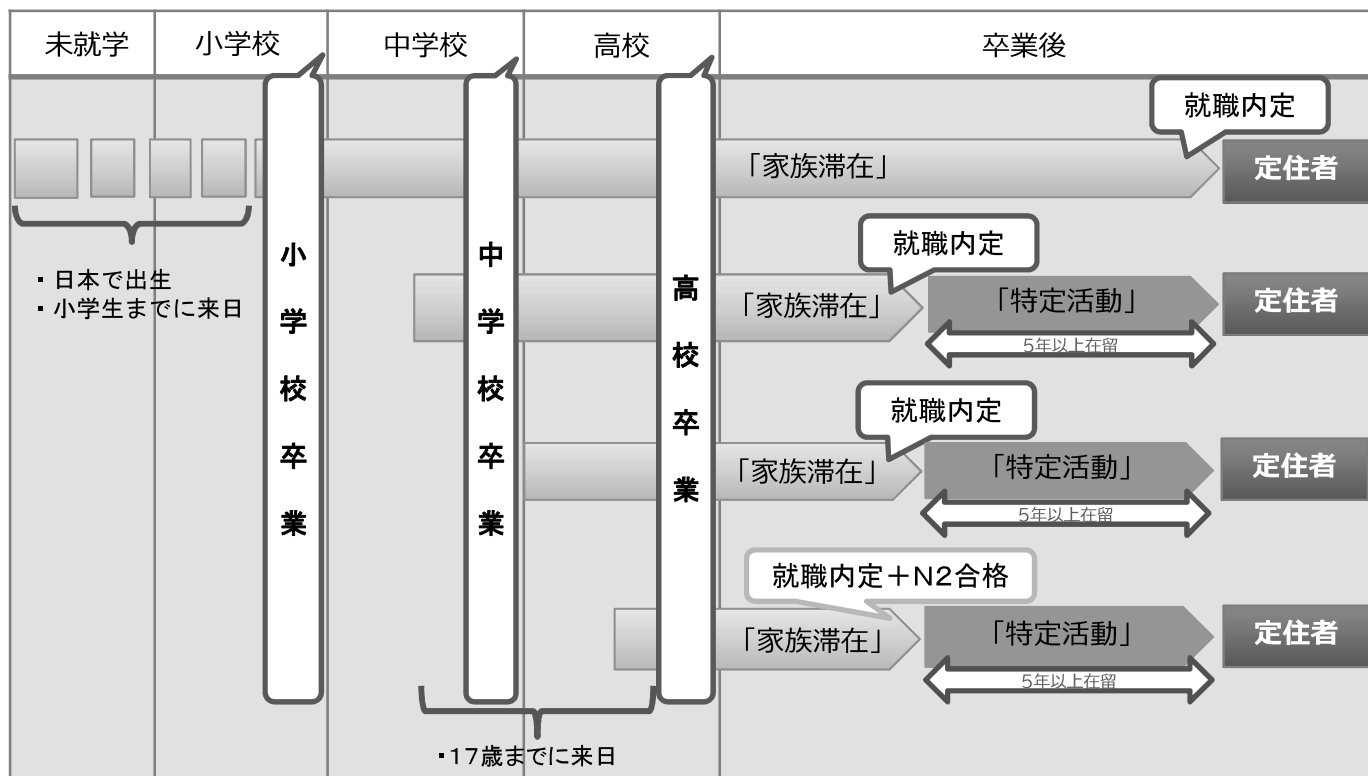 未就学 小学校 中学校 高校 卒業後
就職内定
「家族滞在」
定住者
・日本で出生
・小学生までに来日
小学校卒業
中学校卒業
高校卒業
就職内定
「家族滞在」
「特定活動」
定住者
5年以上在留
就職内定
「家族滞在」
「特定活動」
定住者
5年以上在留
就職内定＋N2合格
「家族滞在」
「特定活動」
定住者
5年以上在留
・17歳までに来日